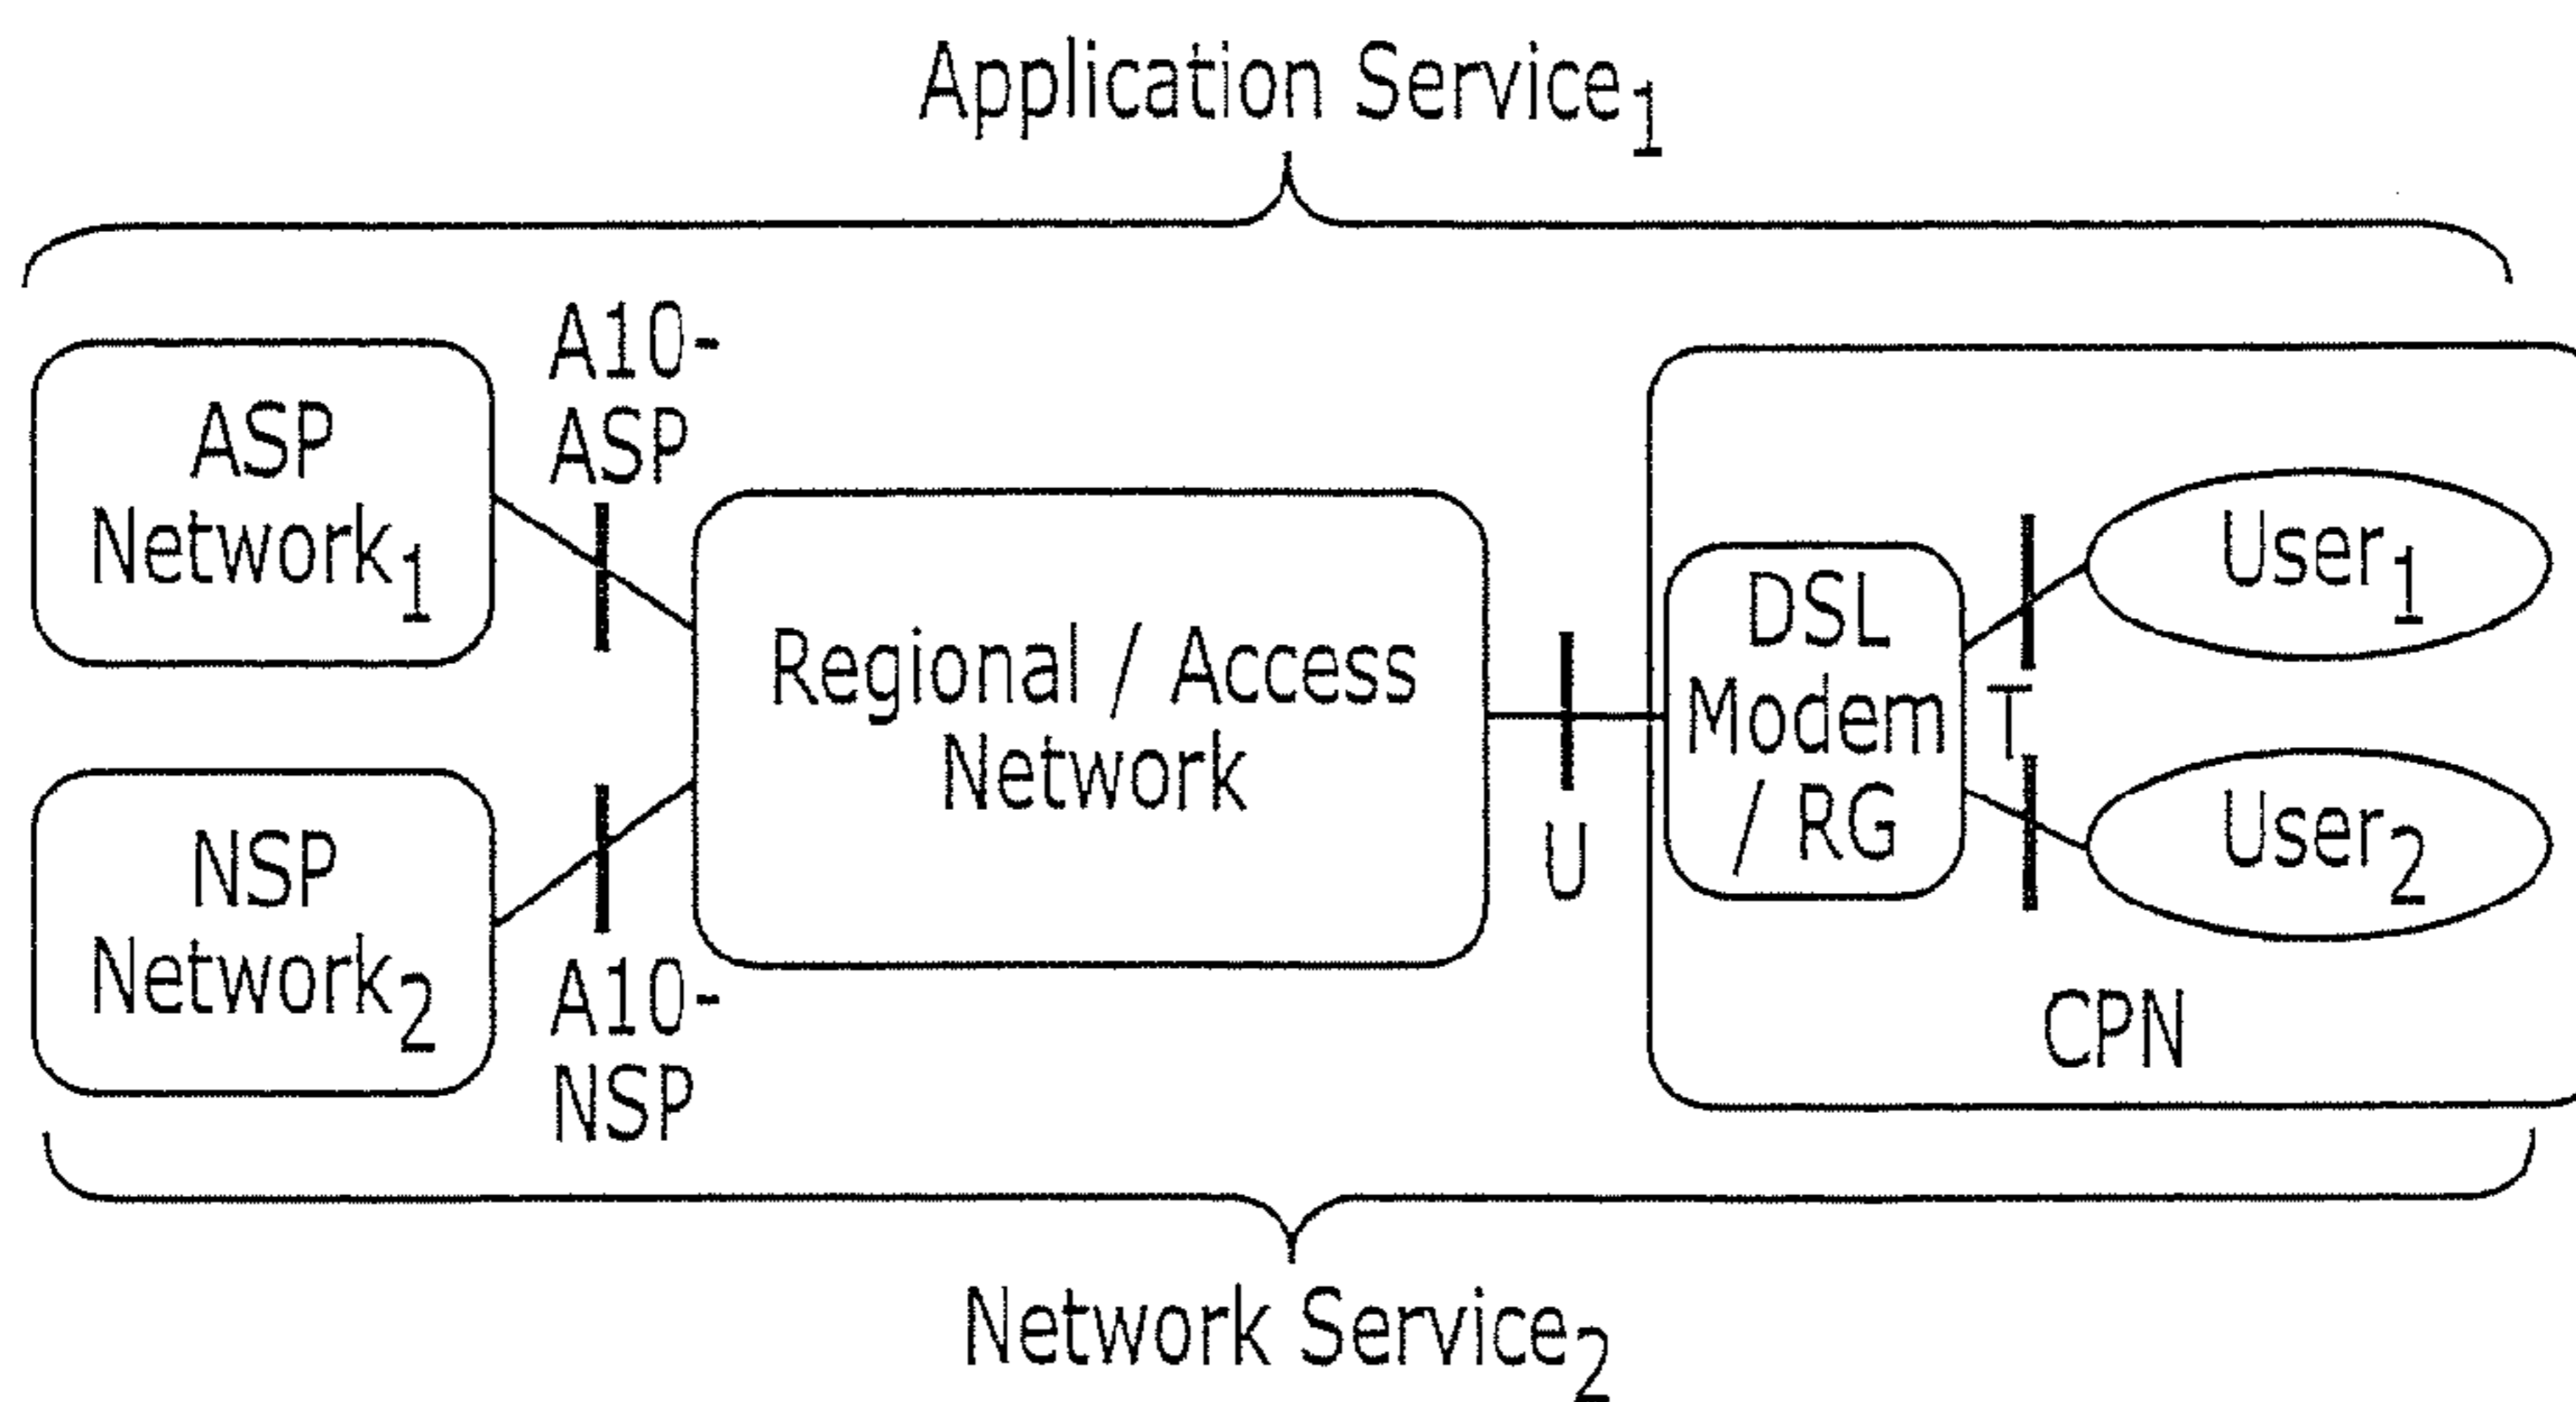 Application Service1
A10-
ASP
ASP
Network1
Regional / Access
Network
NSP
Network2
A10-
NSP
U
DSL
Modem
/ RG
T
User1
User2
CPN
Network Service2